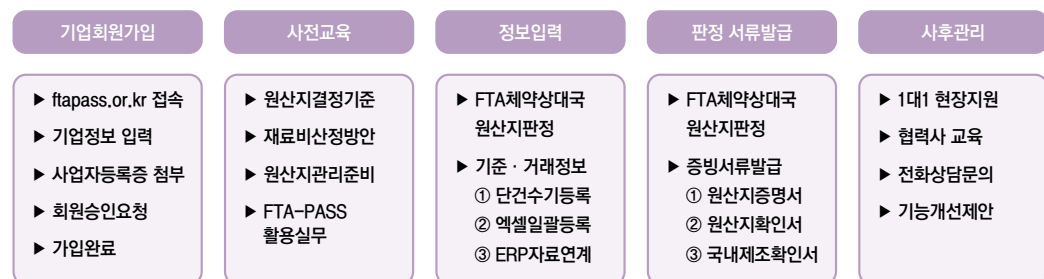 기업회원가입
▶ ftapass.or.kr 접속
▶ 기업정보 입력
▶ 사업자등록증 첨부
▶ 회원승인요청
▶ 가입완료
사전교육
▶ 원산지결정기준
▶ 재료비산정방안
▶ 원산지관리준비
▶ FTA-PASS
활용실무
정보입력
▶ FTA체약상대국
원산지판정
▶ 기준 · 거래정보
① 단건수기등록
② 엑셀일괄등록
③ ERP자료연계
판정 서류발급
▶ FTA체약상대국
원산지판정
▶ 증빙서류발급
① 원산지증명서
② 원산지확인서
③ 국내제조확인서
사후관리
▶ 1대1 현장지원
▶ 협력사 교육
▶ 전화상담문의
▶ 기능개선제안